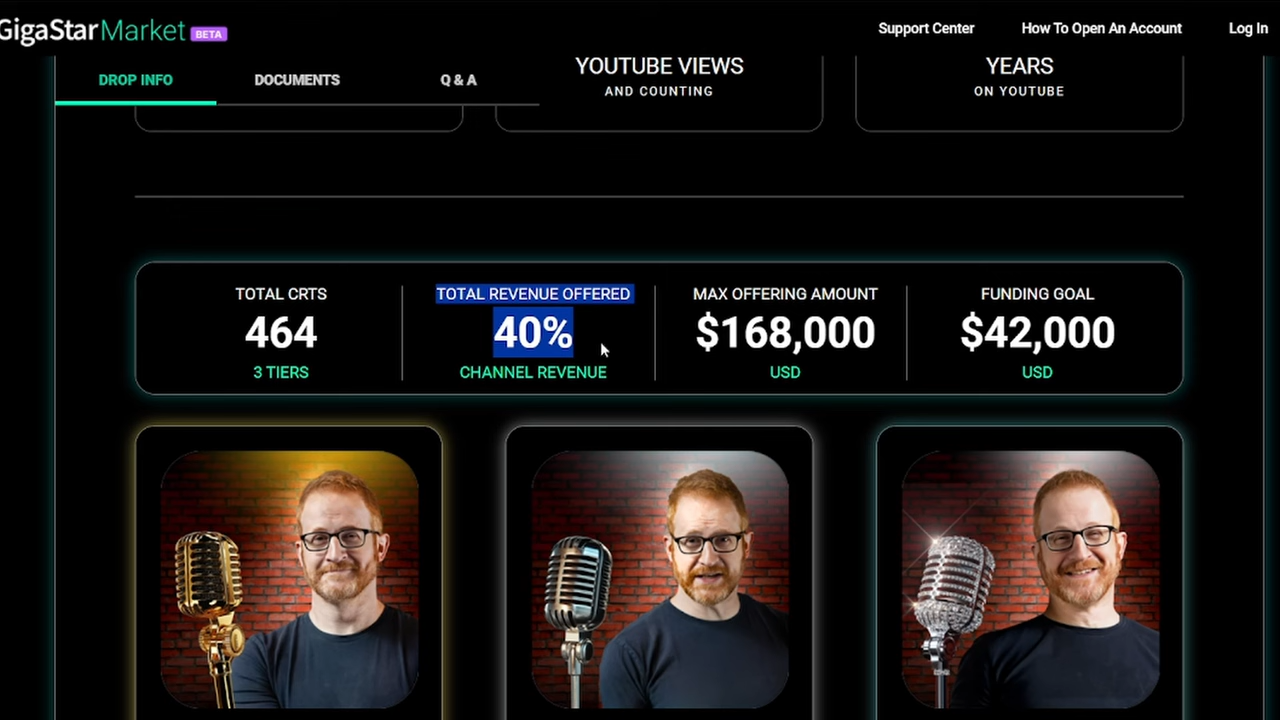 GigaStar Market BETA
Support Center How To Open An Account Log In
DROP INFO DOCUMENTS Q & A
YOUTUBE VIEWS
AND COUNTING
YEARS
ON YOUTUBE
TOTAL CRTS
464
3 TIERS
TOTAL REVENUE OFFERED
40%
CHANNEL REVENUE
MAX OFFERING AMOUNT
$168,000
USD
FUNDING GOAL
$42,000
USD